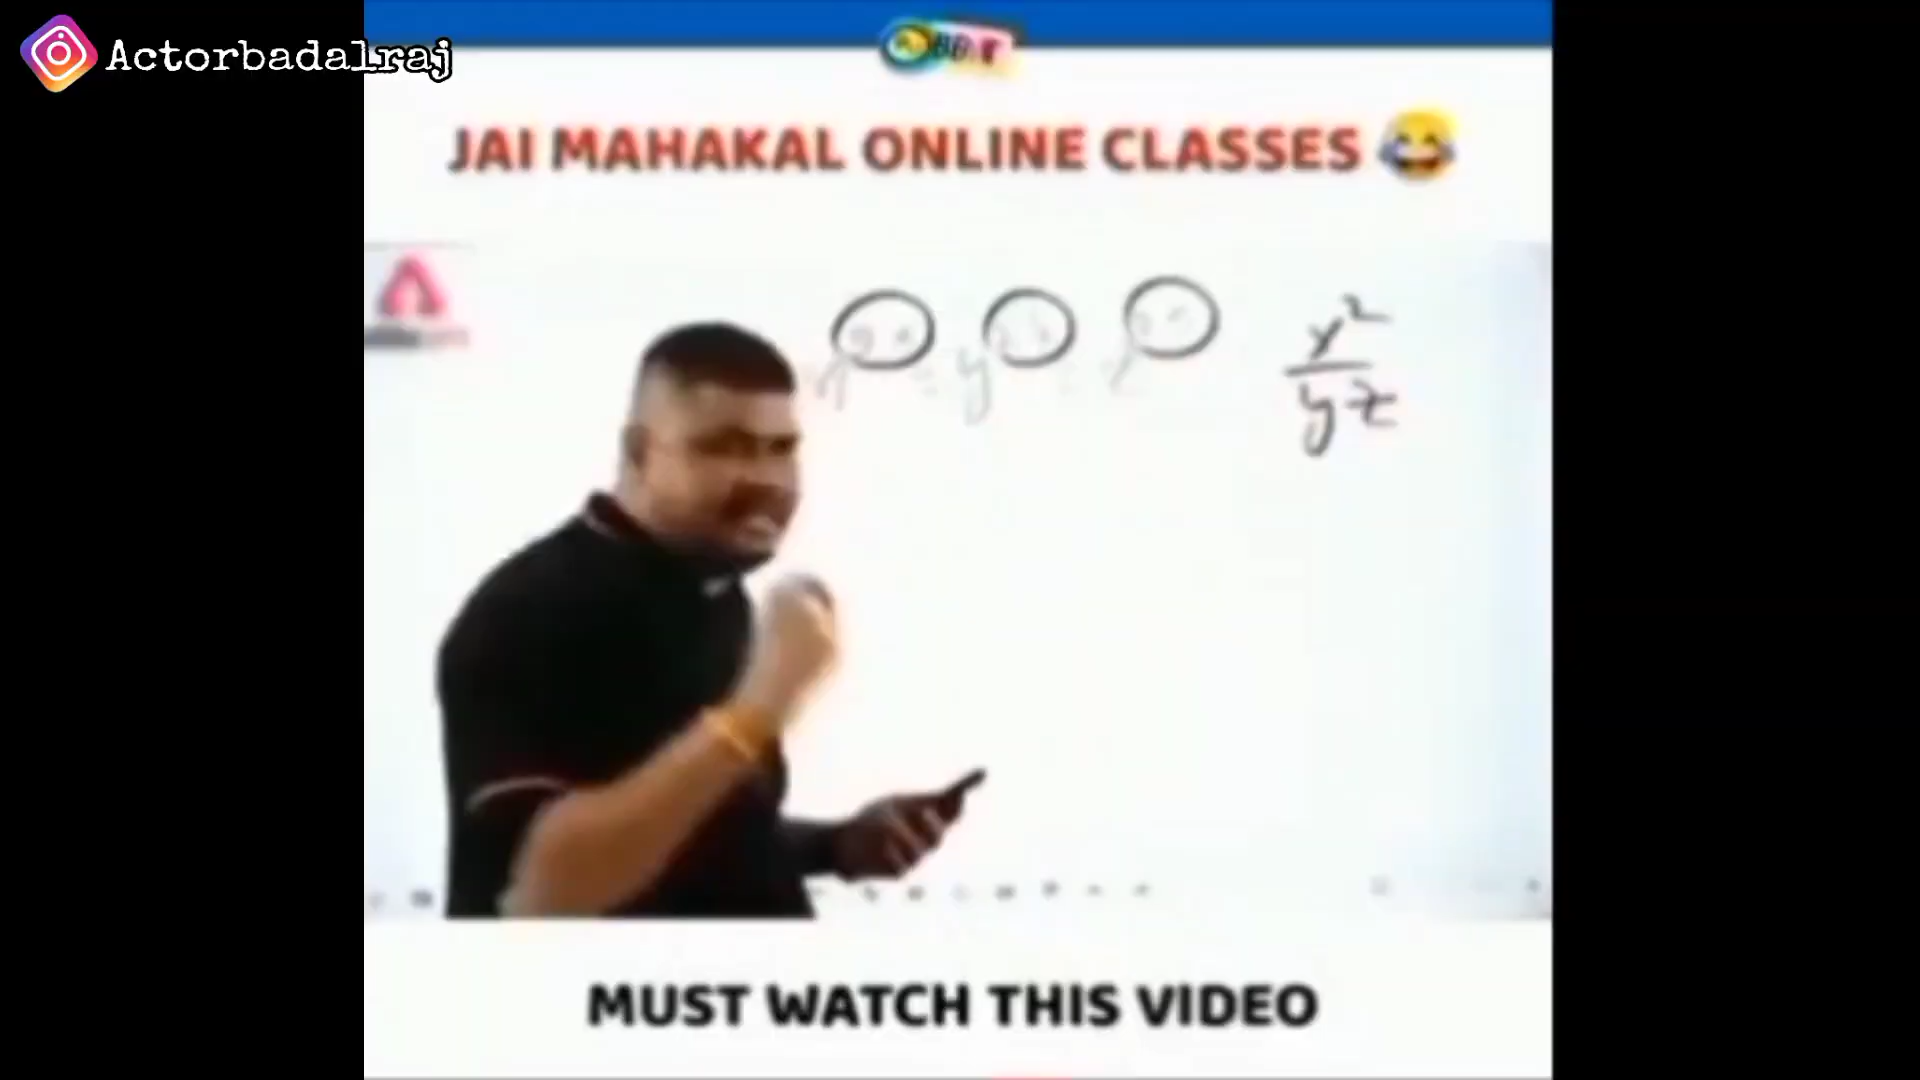 Actorbadalraj
JAI MAHAKAL ONLINE CLASSES 😂
x²
yz
MUST WATCH THIS VIDEO